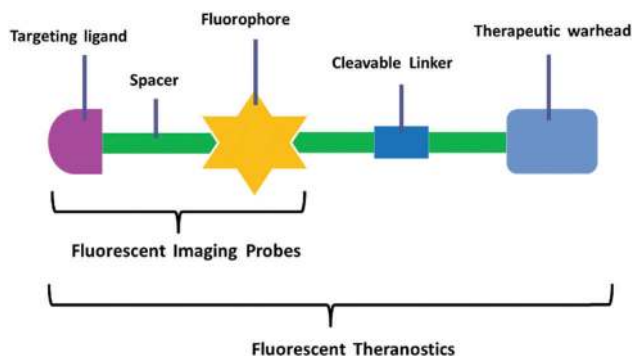 Fluorophore
Targeting ligand
Therapeutic warhead
Cleavable Linker
Spacer
Fluorescent Imaging Probes
Fluorescent Theranostics